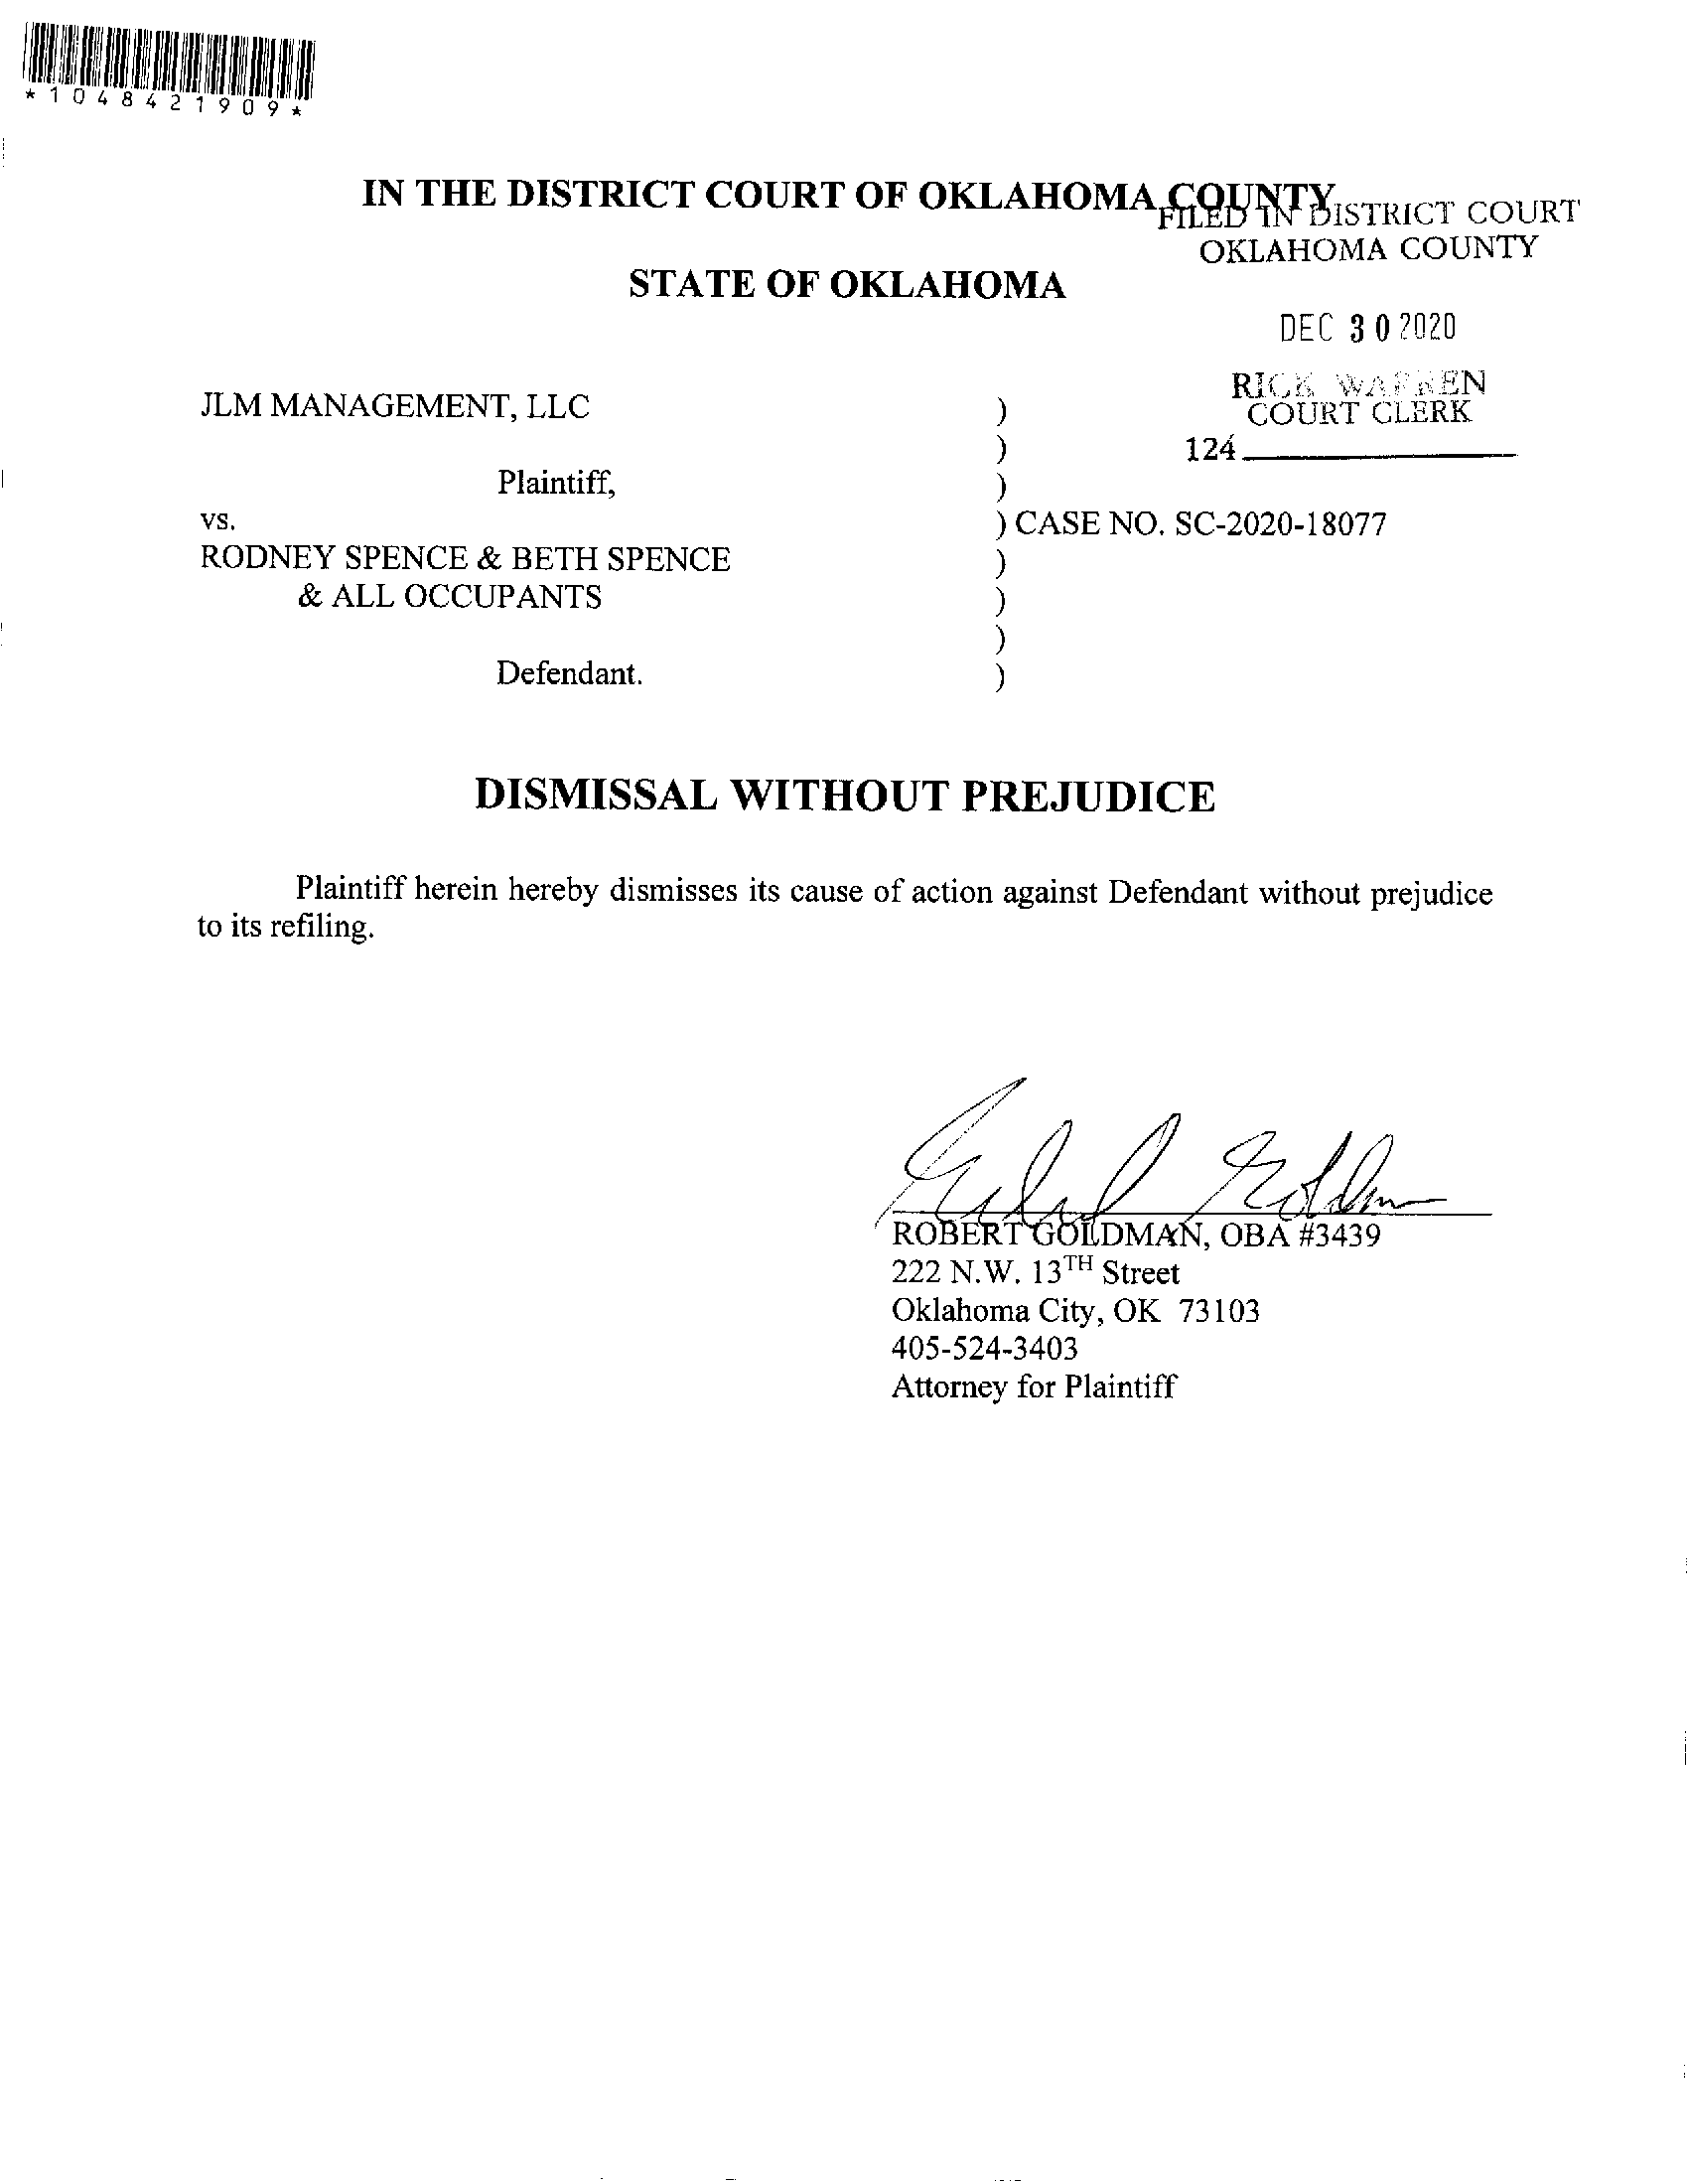 *1048421909*
IN THE DISTRICT COURT OF OKLAHOMA COUNTY
FILED IN DISTRICT COURT
OKLAHOMA COUNTY
STATE OF OKLAHOMA
DEC 30 2020
RICK WARREN
COURT CLERK
124
JLM MANAGEMENT, LLC )
)
Plaintiff, )
vs. ) CASE NO. SC-2020-18077
RODNEY SPENCE & BETH SPENCE )
& ALL OCCUPANTS )
)
Defendant. )
DISMISSAL WITHOUT PREJUDICE
Plaintiff herein hereby dismisses its cause of action against Defendant without prejudice
to its refiling.
ROBERT GOLDMAN, OBA #3439
222 N.W. 13TH Street
Oklahoma City, OK 73103
405-524-3403
Attorney for Plaintiff